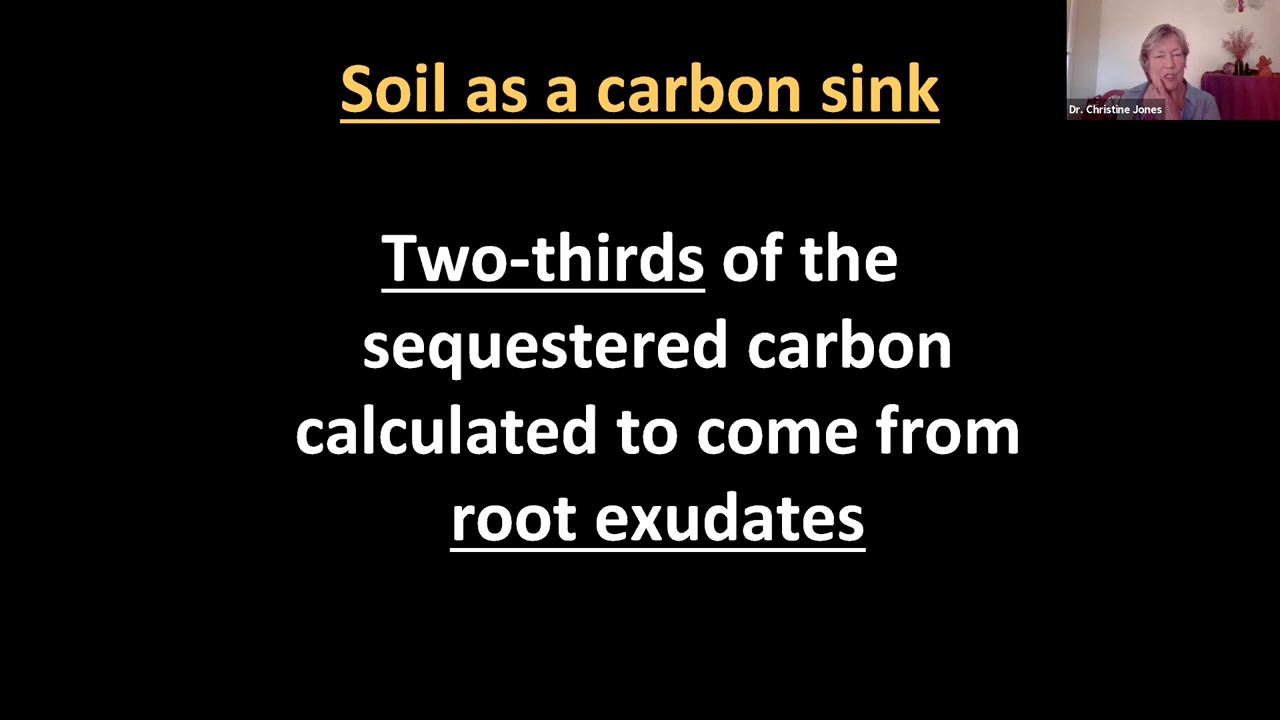 Soil as a carbon sink
Dr. Christine Jones
Two-thirds of the
sequestered carbon
calculated to come from
root exudates